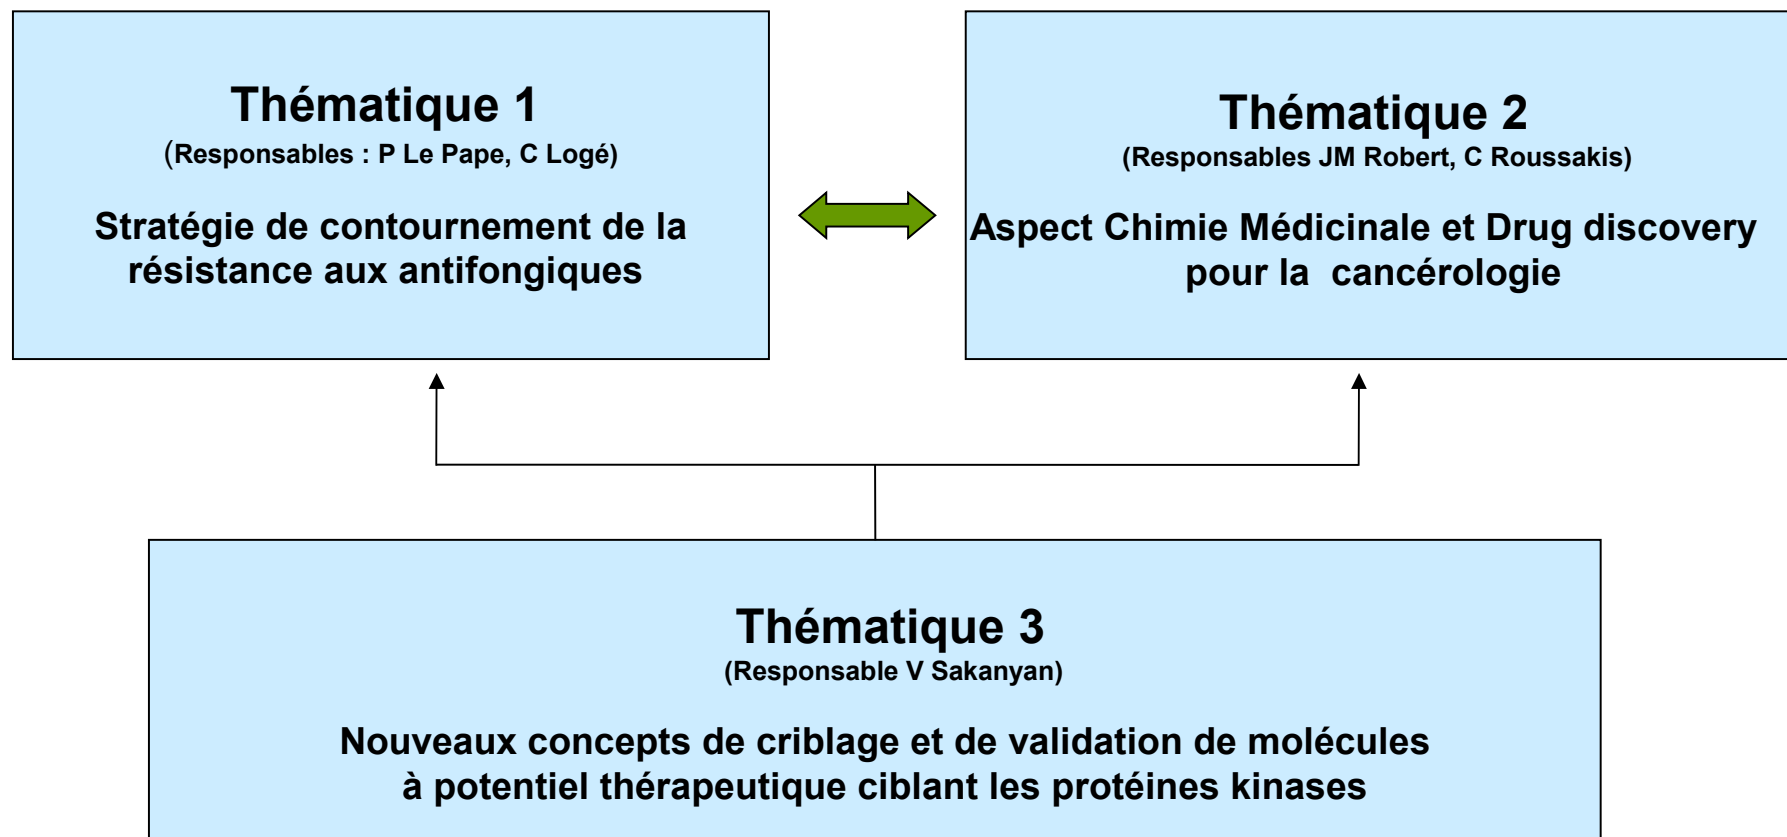 Thématique 1
(Responsables : P Le Pape, C Logé)
Stratégie de contournement de la
résistance aux antifongiques
Thématique 2
(Responsables JM Robert, C Roussakis)
Aspect Chimie Médicinale et Drug discovery
pour la cancérologie
Thématique 3
(Responsable V Sakanyan)
Nouveaux concepts de criblage et de validation de molécules
à potentiel thérapeutique ciblant les protéines kinases